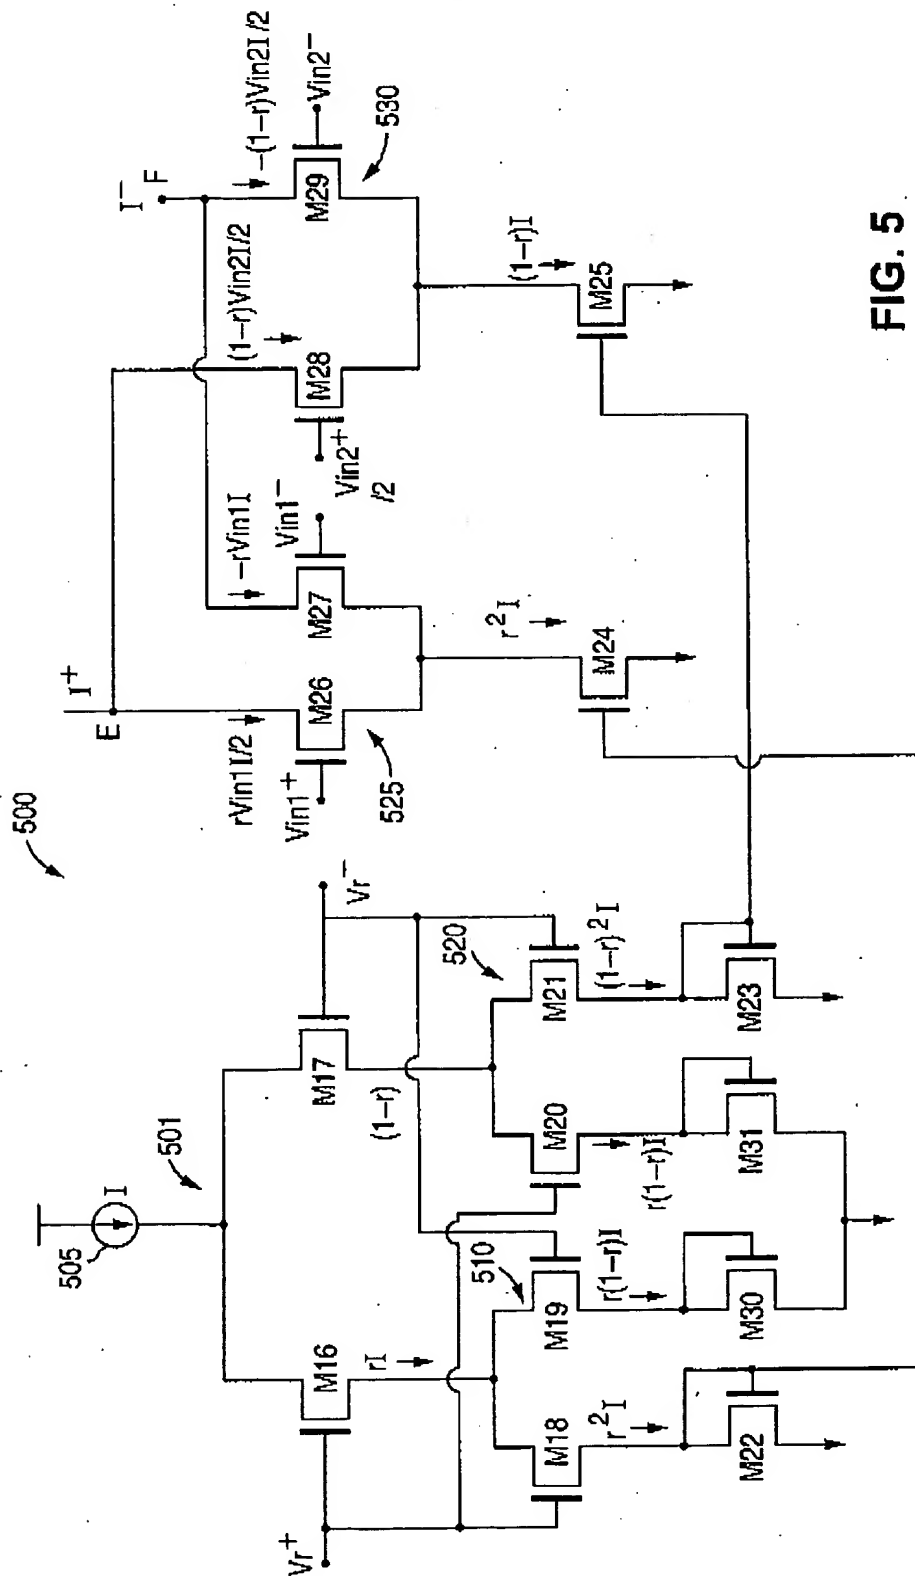 500
I
505
501
Vr+
M16
rI
M17
(1-r)
Vr-
510
520
M18
M19
M20
M21
r2I
r(1-r)I
r(1-r)I
(1-r)2I
M22
M30
M31
M23
E
I+
I-
F
rVin1I/2
-rVin1I
(1-r)Vin2I/2
-(1-r)Vin2I/2
Vin1+
M26
M27
Vin1-
Vin2+
/2
M28
M29
Vin2-
525
530
r2I
(1-r)I
M24
M25
FIG. 5